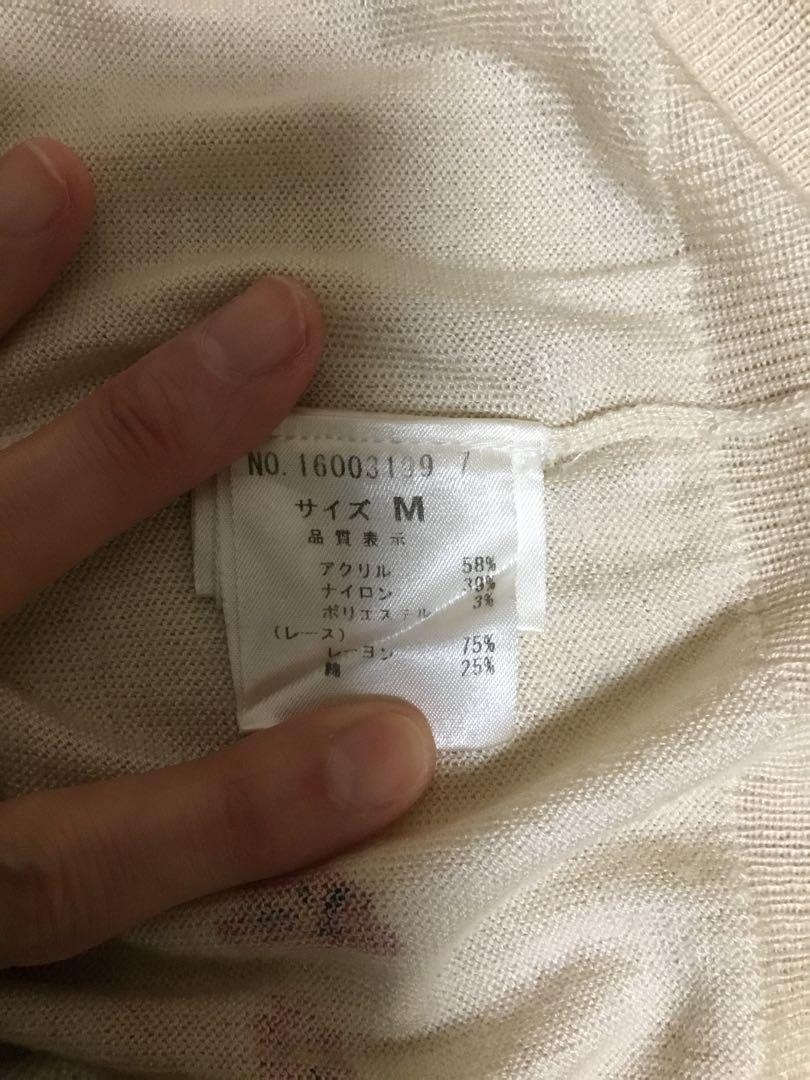 NO. 16003199 7
サイズ M
品質表示
アクリル 58%
ナイロン 39%
ポリエステル 3%
(レース)
レーヨン 75%
綿 25%